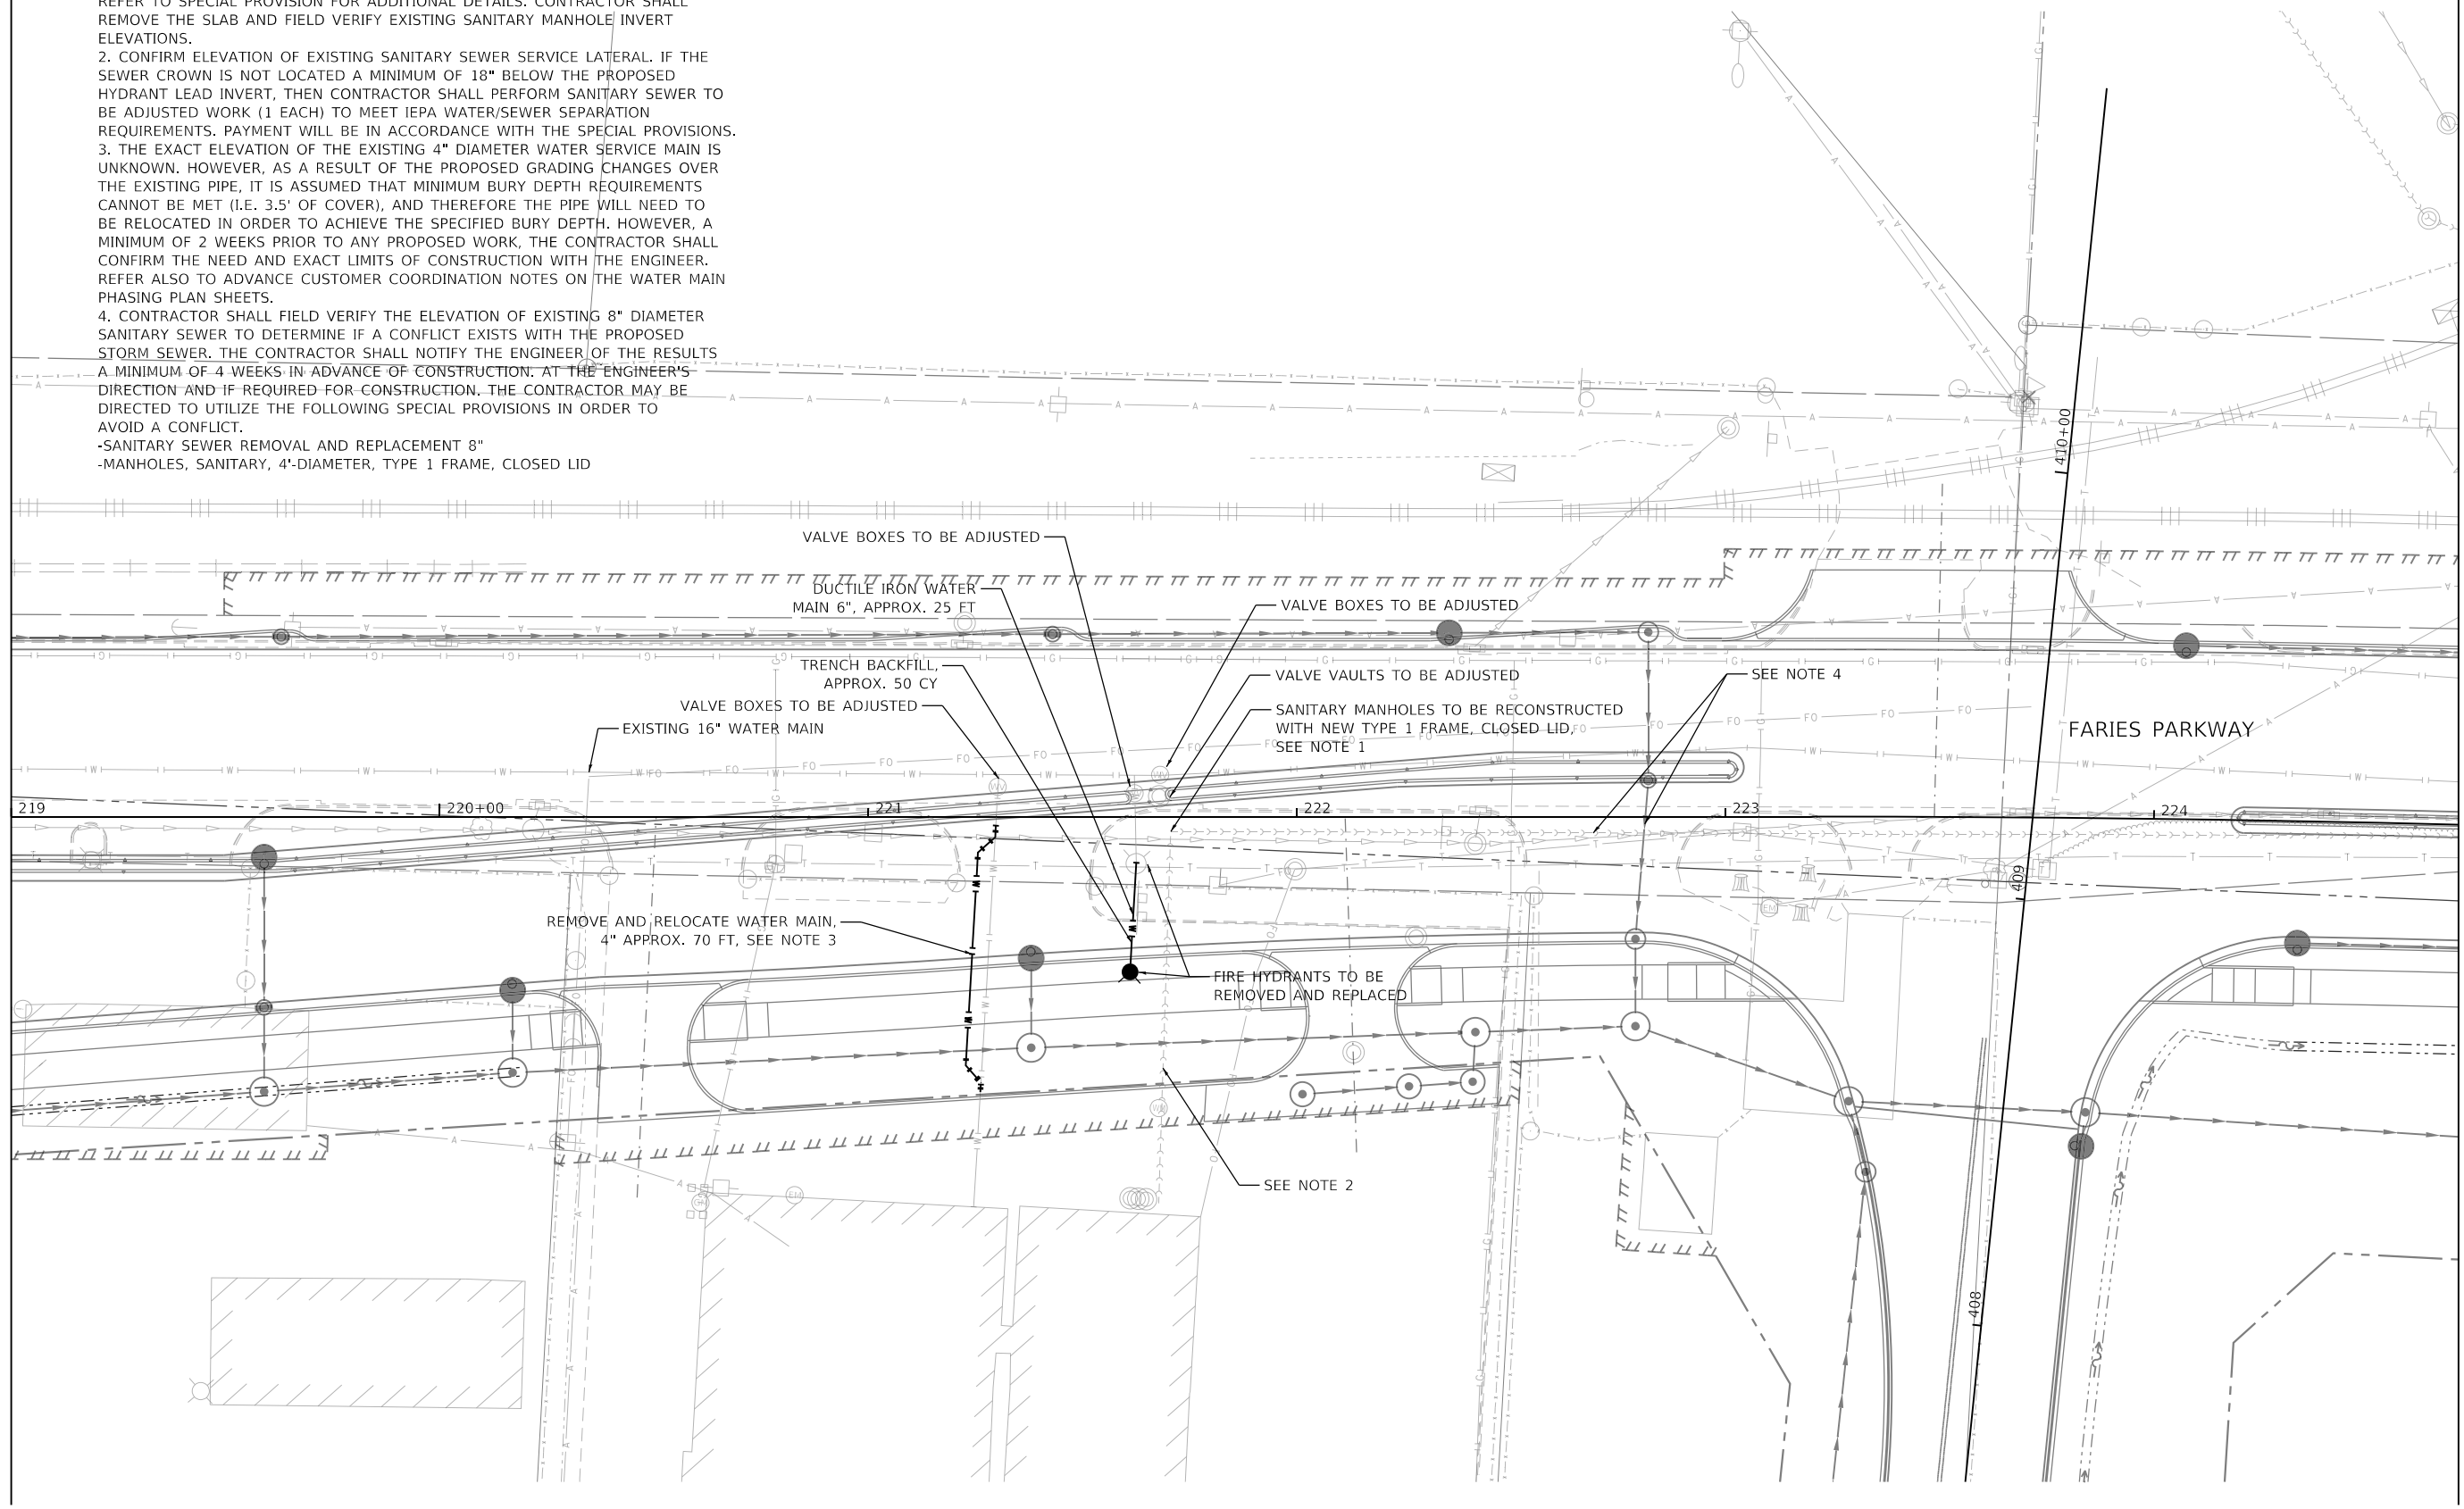 REFER TO SPECIAL PROVISION FOR ADDITIONAL DETAILS. CONTRACTOR SHALL
REMOVE THE SLAB AND FIELD VERIFY EXISTING SANITARY MANHOLE INVERT
ELEVATIONS.
2. CONFIRM ELEVATION OF EXISTING SANITARY SEWER SERVICE LATERAL. IF THE
SEWER CROWN IS NOT LOCATED A MINIMUM OF 18" BELOW THE PROPOSED
HYDRANT LEAD INVERT, THEN CONTRACTOR SHALL PERFORM SANITARY SEWER TO
BE ADJUSTED WORK (1 EACH) TO MEET IEPA WATER/SEWER SEPARATION
REQUIREMENTS. PAYMENT WILL BE IN ACCORDANCE WITH THE SPECIAL PROVISIONS.
3. THE EXACT ELEVATION OF THE EXISTING 4" DIAMETER WATER SERVICE MAIN IS
UNKNOWN. HOWEVER, AS A RESULT OF THE PROPOSED GRADING CHANGES OVER
THE EXISTING PIPE, IT IS ASSUMED THAT MINIMUM BURY DEPTH REQUIREMENTS
CANNOT BE MET (I.E. 3.5' OF COVER), AND THEREFORE THE PIPE WILL NEED TO
BE RELOCATED IN ORDER TO ACHIEVE THE SPECIFIED BURY DEPTH. HOWEVER, A
MINIMUM OF 2 WEEKS PRIOR TO ANY PROPOSED WORK, THE CONTRACTOR SHALL
CONFIRM THE NEED AND EXACT LIMITS OF CONSTRUCTION WITH THE ENGINEER.
REFER ALSO TO ADVANCE CUSTOMER COORDINATION NOTES ON THE WATER MAIN
PHASING PLAN SHEETS.
4. CONTRACTOR SHALL FIELD VERIFY THE ELEVATION OF EXISTING 8" DIAMETER
SANITARY SEWER TO DETERMINE IF A CONFLICT EXISTS WITH THE PROPOSED
STORM SEWER. THE CONTRACTOR SHALL NOTIFY THE ENGINEER OF THE RESULTS
A MINIMUM OF 4 WEEKS IN ADVANCE OF CONSTRUCTION. AT THE ENGINEER'S
DIRECTION AND IF REQUIRED FOR CONSTRUCTION, THE CONTRACTOR MAY BE
DIRECTED TO UTILIZE THE FOLLOWING SPECIAL PROVISIONS IN ORDER TO
AVOID A CONFLICT.
-SANITARY SEWER REMOVAL AND REPLACEMENT 8"
-MANHOLES, SANITARY, 4'-DIAMETER, TYPE 1 FRAME, CLOSED LID
410+00
VALVE BOXES TO BE ADJUSTED
DUCTILE IRON WATER
MAIN 6", APPROX. 25 FT
VALVE BOXES TO BE ADJUSTED
TRENCH BACKFILL,
APPROX. 50 CY
VALVE VAULTS TO BE ADJUSTED
SEE NOTE 4
VALVE BOXES TO BE ADJUSTED
SANITARY MANHOLES TO BE RECONSTRUCTED
WITH NEW TYPE 1 FRAME, CLOSED LID,
SEE NOTE 1
EXISTING 16" WATER MAIN
FARIES PARKWAY
219
220+00
221
222
223
224
409
REMOVE AND RELOCATE WATER MAIN,
4" APPROX. 70 FT, SEE NOTE 3
FIRE HYDRANTS TO BE
REMOVED AND REPLACED
SEE NOTE 2
408